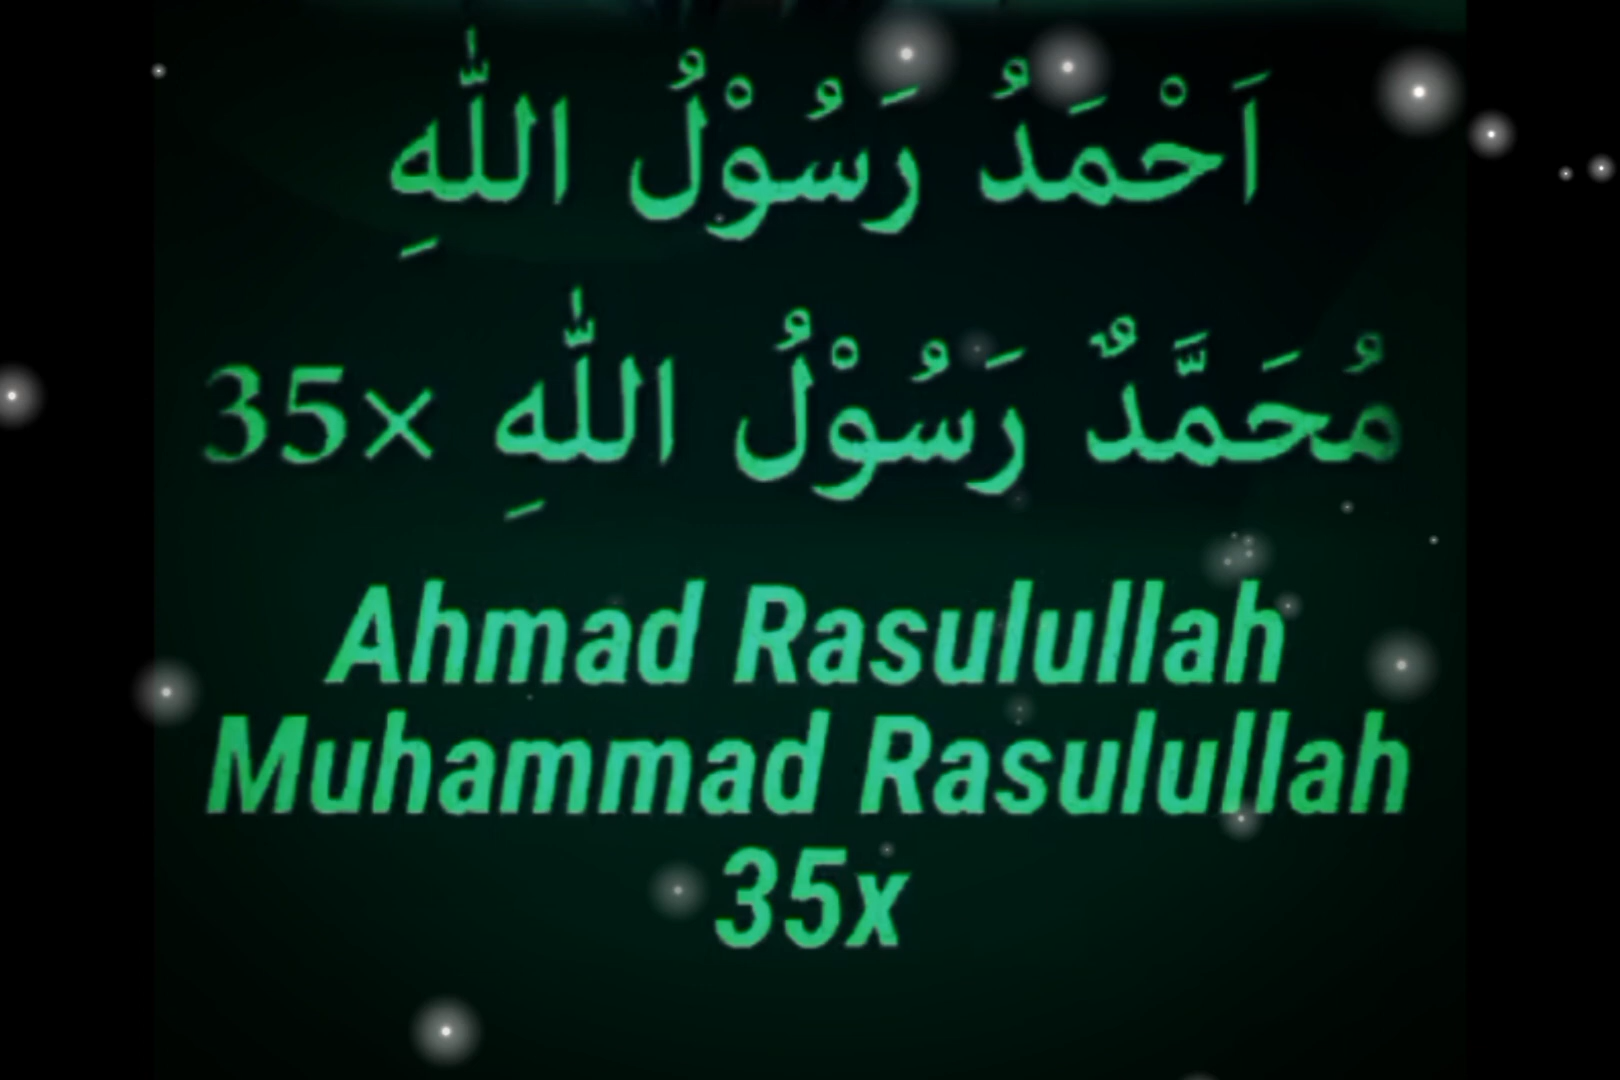 اَحْمَدُ رَسُوْلُ اللّٰهِ
مُحَمَّدٌ رَسُوْلُ اللّٰهِ ×35
Ahmad Rasulullah
Muhammad Rasulullah
35x